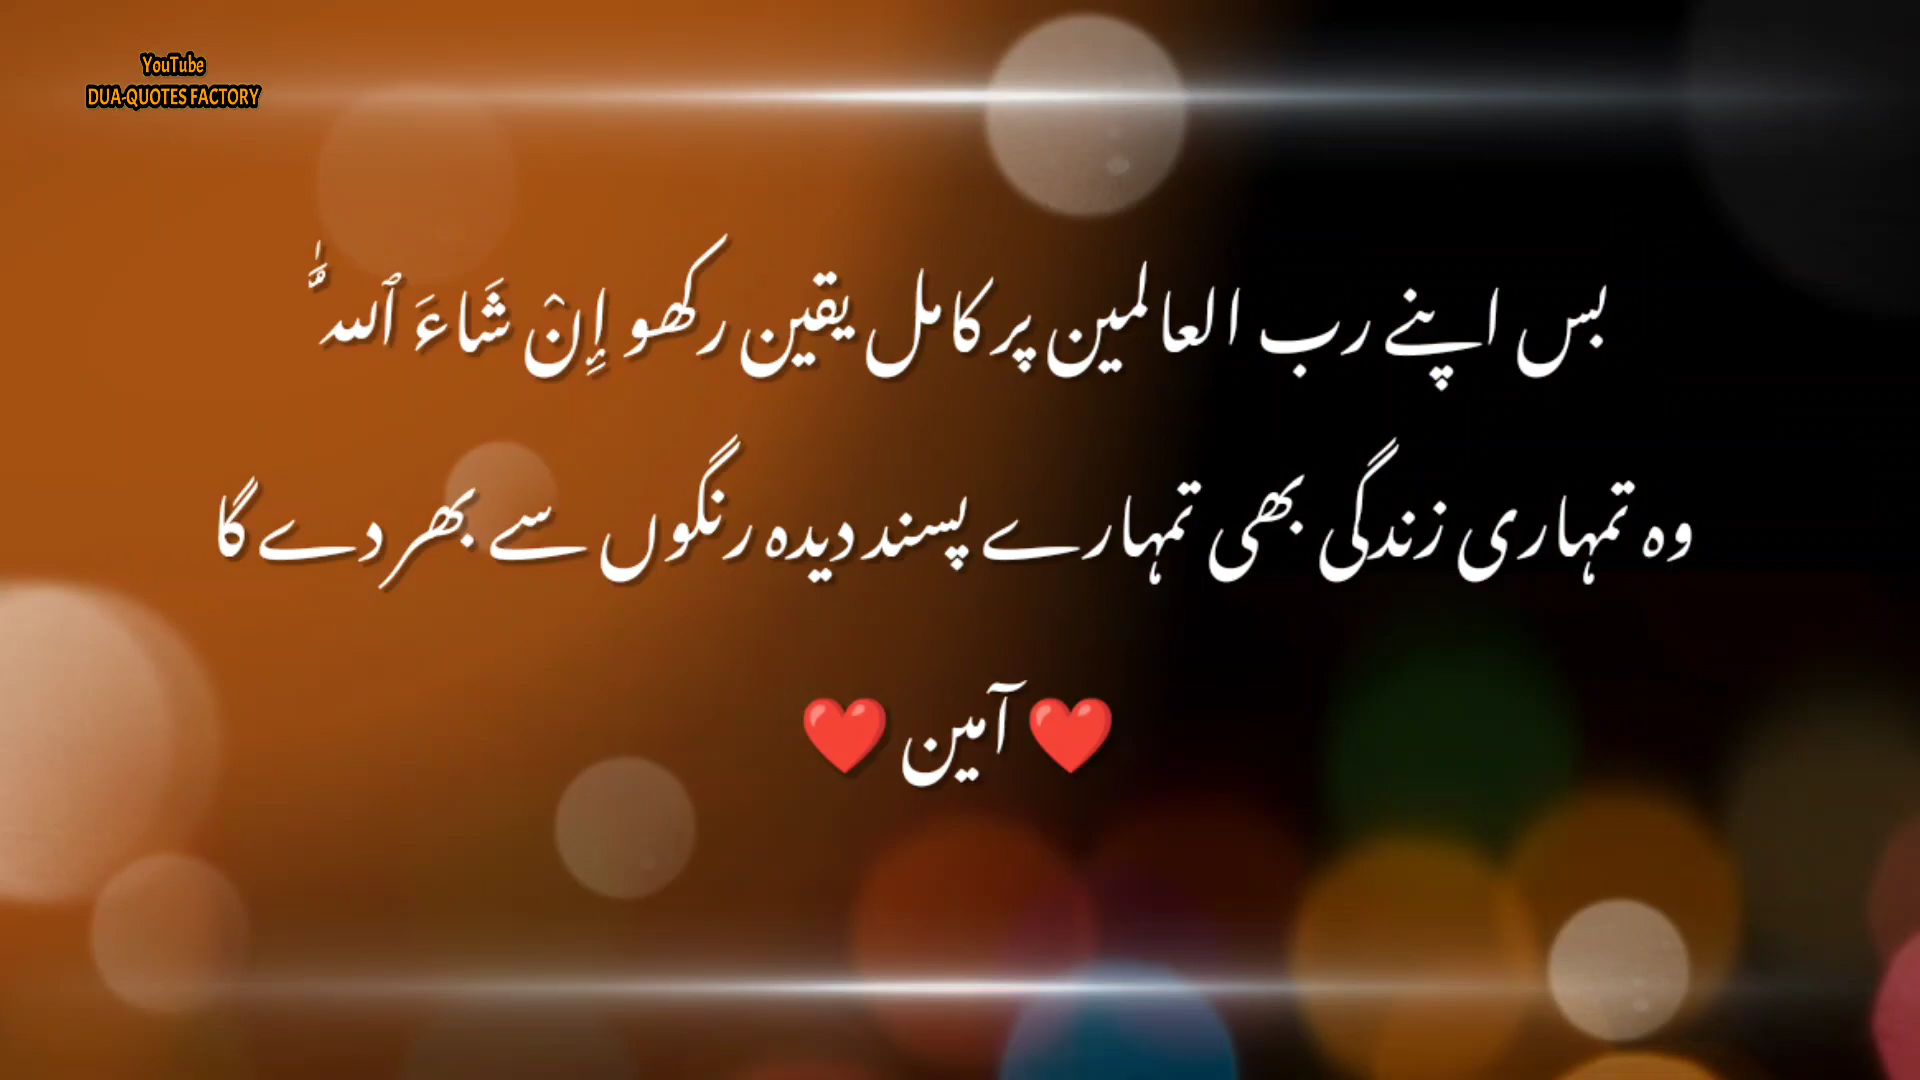 YouTube
DUA-QUOTES FACTORY
بس اپنے رب العالمین پر کامل یقین رکھو إِنْ شَاءَ ٱللهُّٰ
وہ تمہاری زندگی بھی تمہارے پسندیدہ رنگوں سے بھر دے گا
❤️ آمین ❤️